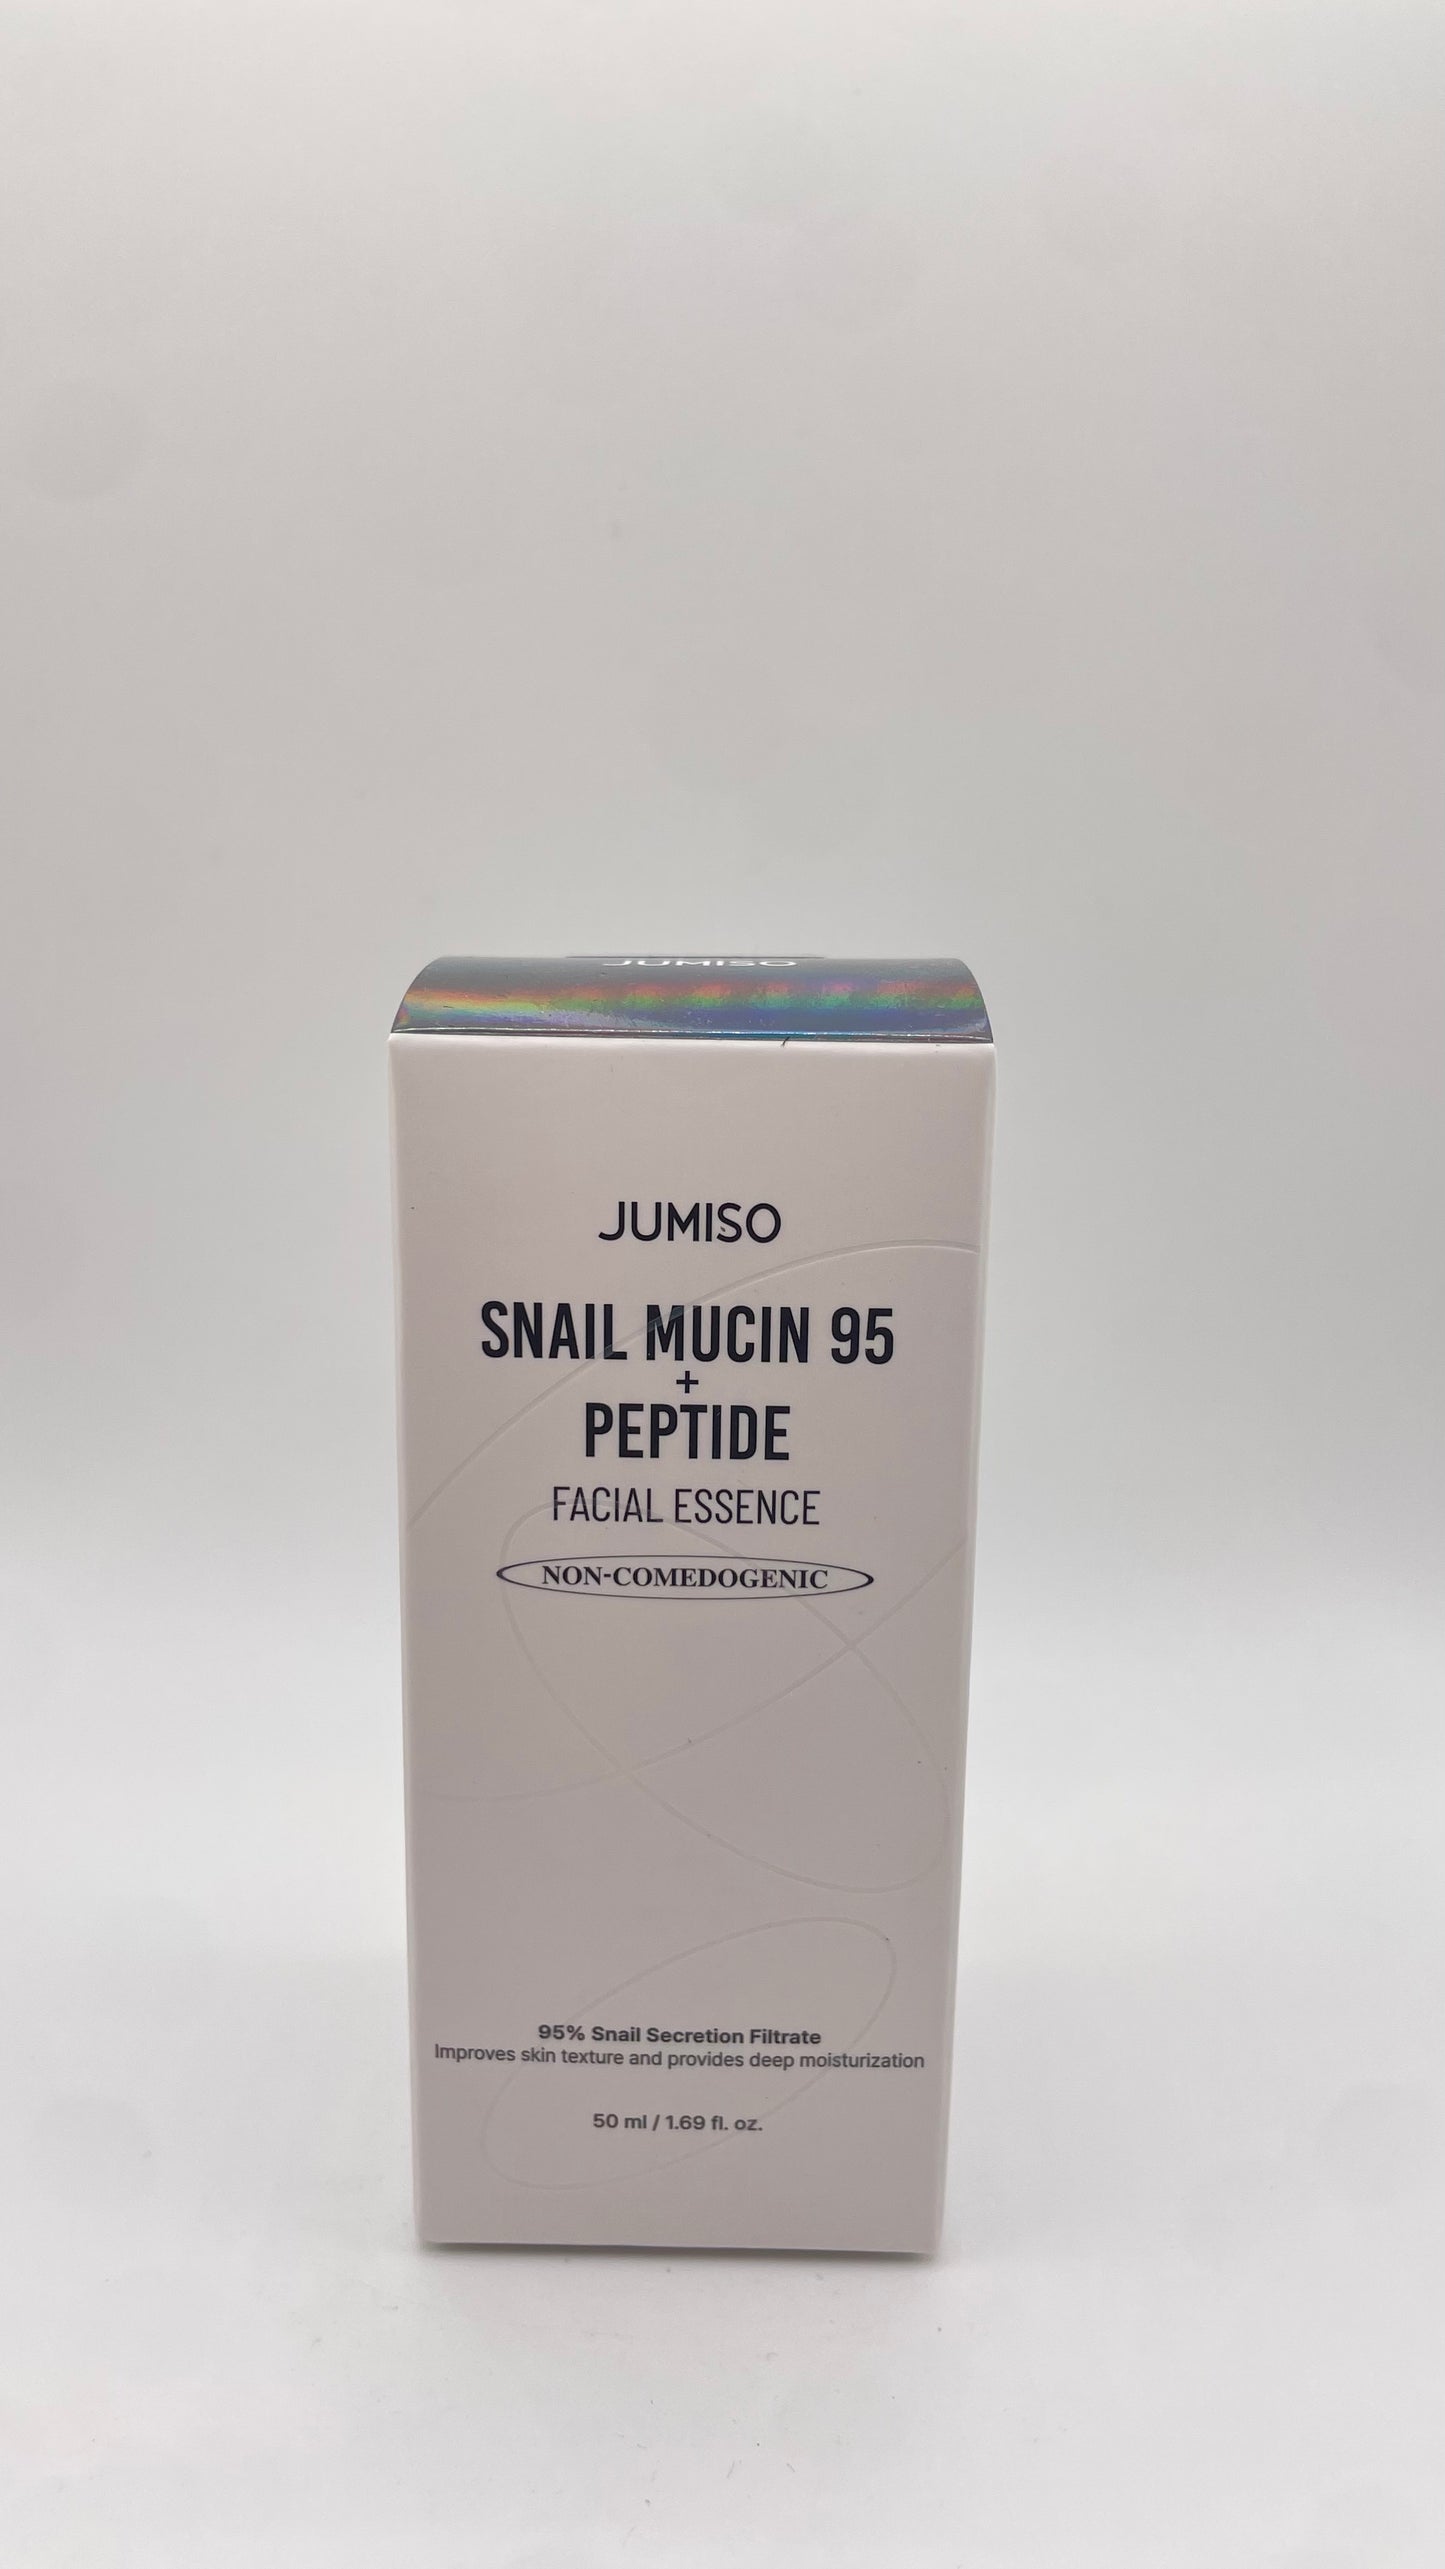 JUMISO
JUMISO
SNAIL MUCIN 95
+
PEPTIDE
FACIAL ESSENCE
NON-COMEDOGENIC
95% Snail Secretion Filtrate
Improves skin texture and provides deep moisturization
50 ml / 1.69 fl. oz.